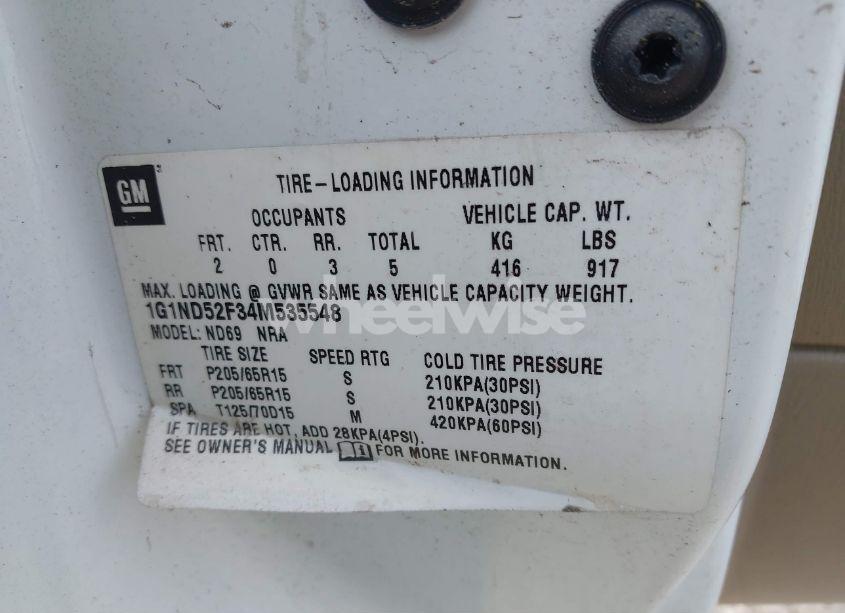 GM
TIRE-LOADING INFORMATION
OCCUPANTS VEHICLE CAP. WT.
FRT. CTR. RR. TOTAL KG LBS
2 0 3 5 416 917
MAX. LOADING @ GVWR SAME AS VEHICLE CAPACITY WEIGHT.
1G1ND52F34M535548
wheelwise
MODEL: ND69 NRA
TIRE SIZE SPEED RTG COLD TIRE PRESSURE
FRT P205/65R15 S 210KPA(30PSI)
RR P205/65R15 S 210KPA(30PSI)
SPA T125/70D15 M 420KPA(60PSI)
IF TIRES ARE HOT, ADD 28KPA(4PSI).
SEE OWNER'S MANUAL FOR MORE INFORMATION.